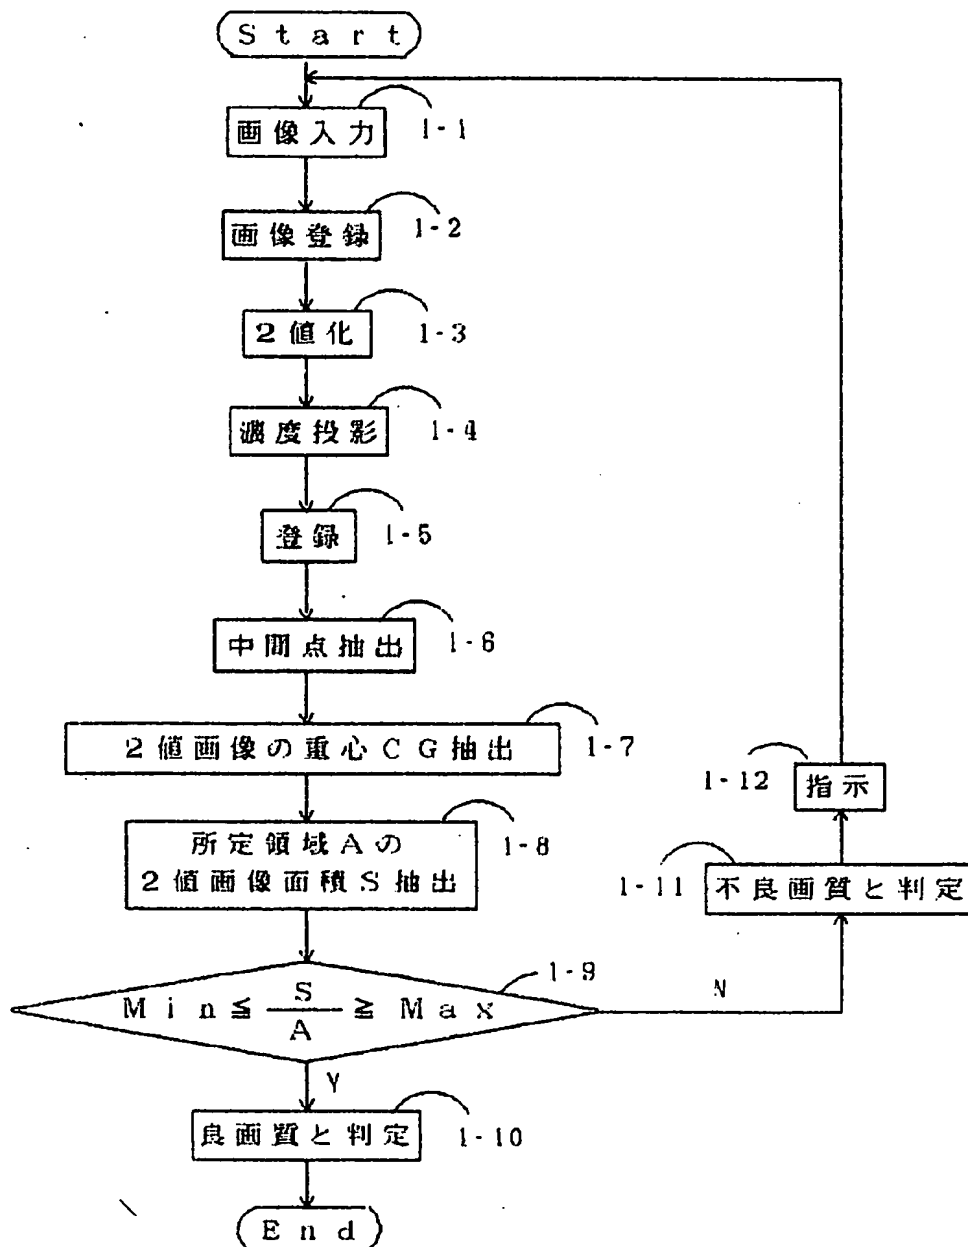 Start
画像入力
1-1
画像登録
1-2
2値化
1-3
濃度投影
1-4
登録
1-5
中間点抽出
1-6
2値画像の重心CG抽出
1-7
所定領域Aの
2値画像面積S抽出
1-8
1-9
Min≦ S/A ≧ Max
N
Y
良画質と判定
1-10
不良画質と判定
1-11
指示
1-12
End